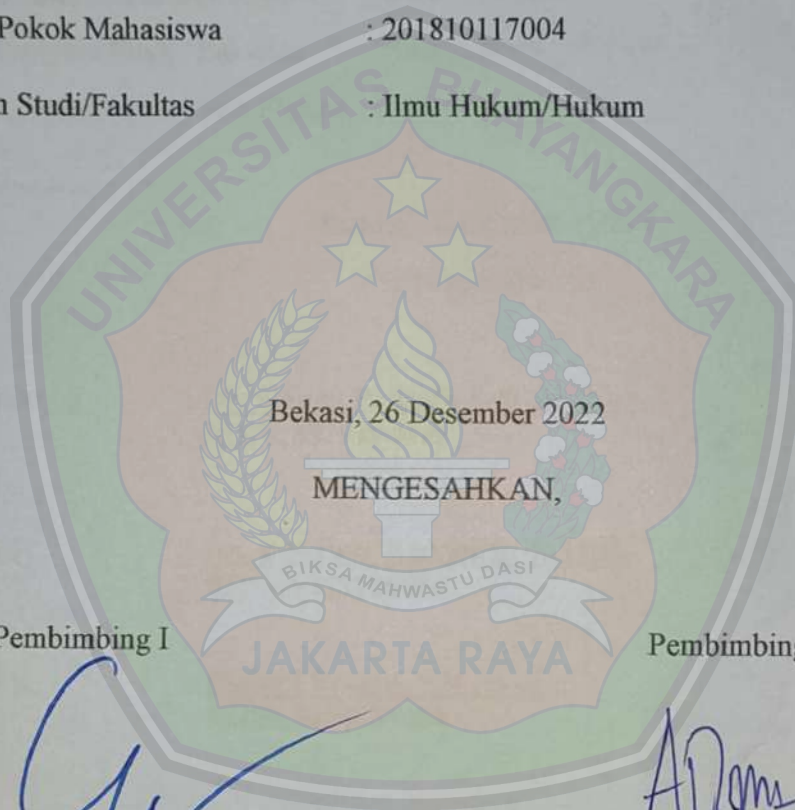 Pokok Mahasiswa : 201810117004
Studi/Fakultas : Ilmu Hukum/Hukum
UNIVERSITAS BHAYANGKARA
Bekasi, 26 Desember 2022
MENGESAHKAN,
BIKSA MAHWASTU DASI
JAKARTA RAYA
Pembimbing I Pembimbing